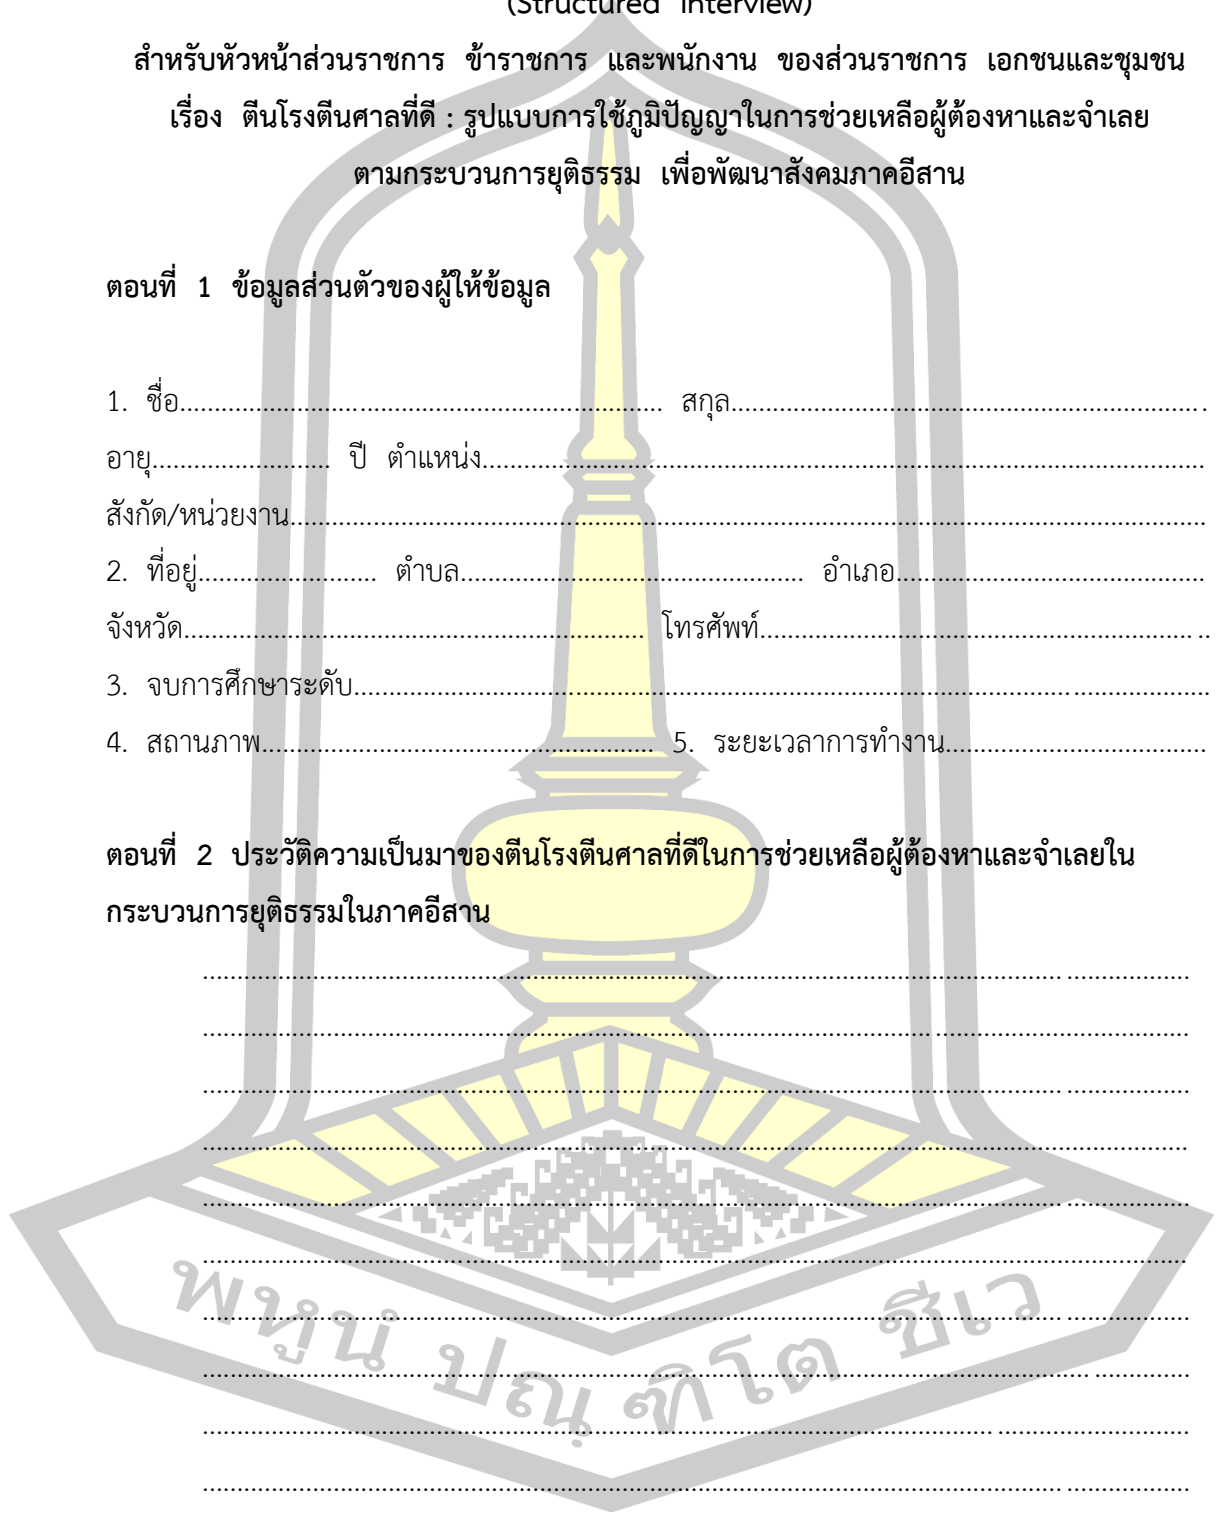 (Structured Interview)
สำหรับหัวหน้าส่วนราชการ ข้าราชการ และพนักงาน ของส่วนราชการ เอกชนและชุมชน
เรื่อง ตีนโรงตีนศาลที่ดี : รูปแบบการใช้ภูมิปัญญาในการช่วยเหลือผู้ต้องหาและจำเลย
ตามกระบวนการยุติธรรม เพื่อพัฒนาสังคมภาคอีสาน
ตอนที่ 1 ข้อมูลส่วนตัวของผู้ให้ข้อมูล
1. ชื่อ...................................................................... สกุล......................................................................
อายุ.......................... ปี ตำแหน่ง.........................................................................................................
สังกัด/หน่วยงาน....................................................................................................................................
2. ที่อยู่.......................... ตำบล.................................................. อำเภอ.............................................
จังหวัด................................................................... โทรศัพท์.................................................................
3. จบการศึกษาระดับ............................................................................................................................
4. สถานภาพ......................................................... 5. ระยะเวลาการทำงาน......................................
ตอนที่ 2 ประวัติความเป็นมาของตีนโรงตีนศาลที่ดีในการช่วยเหลือผู้ต้องหาและจำเลยใน
กระบวนการยุติธรรมในภาคอีสาน
พหูนํ ปณฺฑิโต ชีเว